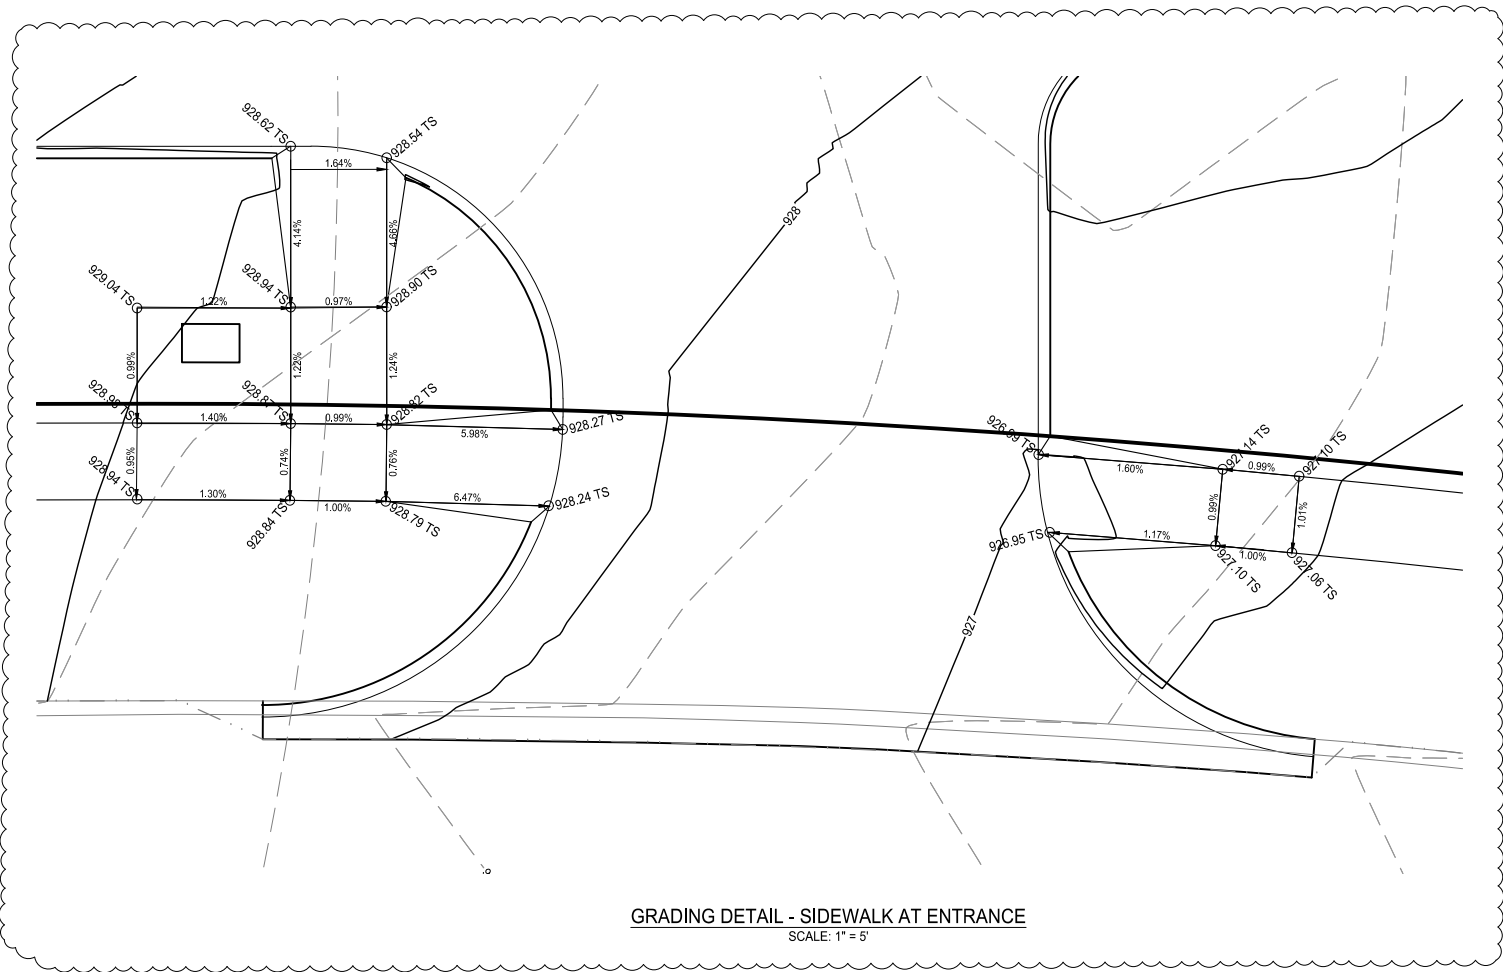 928.62 TS
928.54 TS
1.64%
928
4.14%
4.66%
929.04 TS
928.94 TS
928.90 TS
1.22%
0.97%
0.99%
1.22%
1.24%
928.98 TS
928.87 TS
928.82 TS
928.27 TS
1.40%
0.99%
5.98%
926.99 TS
927.14 TS
927.10 TS
1.60%
0.99%
0.95%
0.74%
0.76%
928.94 TS
1.30%
1.00%
6.47%
928.24 TS
928.84 TS
928.79 TS
0.99%
1.01%
926.95 TS
1.17%
1.00%
927.10 TS
927.06 TS
927
GRADING DETAIL - SIDEWALK AT ENTRANCE
SCALE: 1" = 5'